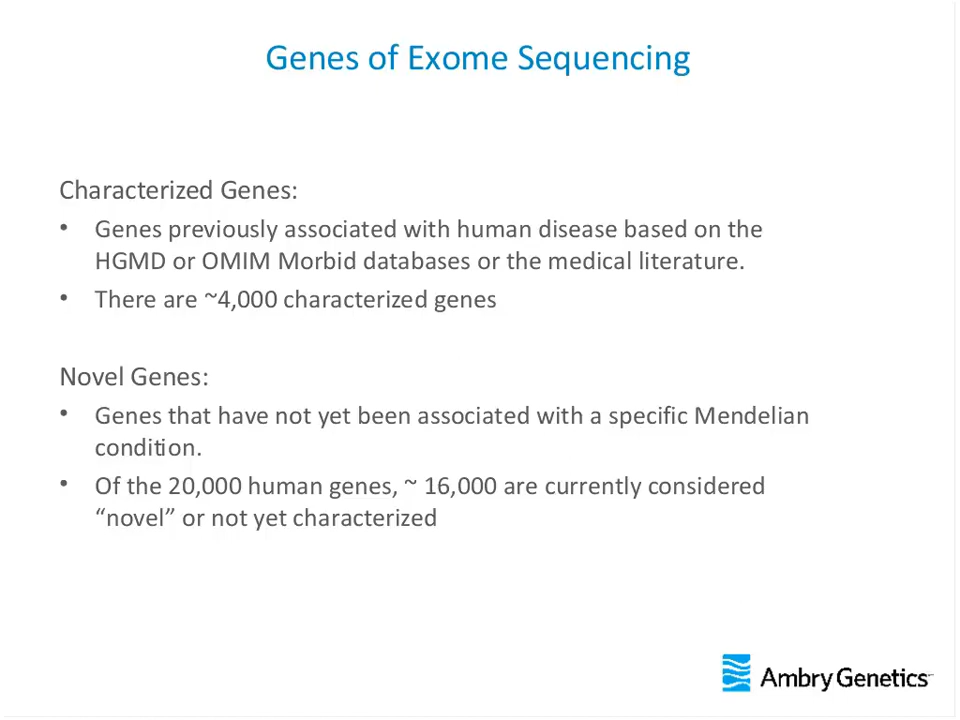 Genes of Exome Sequencing
Characterized Genes:
• Genes previously associated with human disease based on the
HGMD or OMIM Morbid databases or the medical literature.
• There are ~4,000 characterized genes
Novel Genes:
• Genes that have not yet been associated with a specific Mendelian
condition.
• Of the 20,000 human genes, ~ 16,000 are currently considered
“novel” or not yet characterized
Ambry Genetics